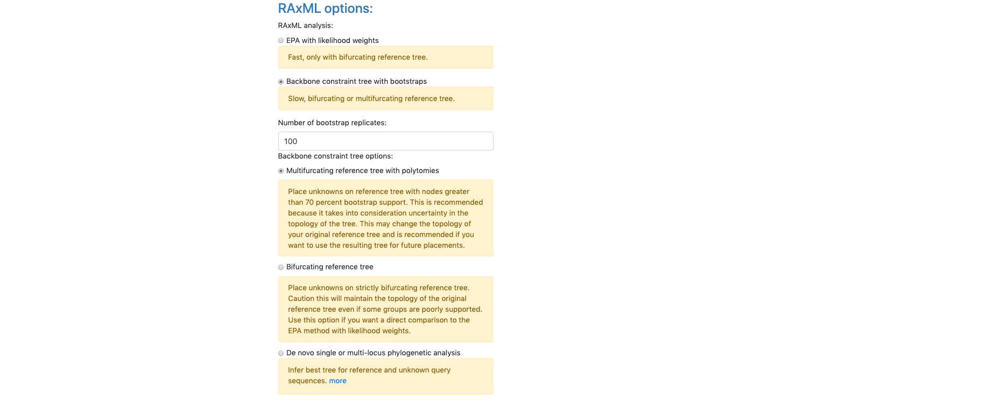 RAxML options:
RAxML analysis:
EPA with likelihood weights
Fast, only with bifurcating reference tree.
Backbone constraint tree with bootstraps
Slow, bifurcating or multifurcating reference tree.
Number of bootstrap replicates:
100
Backbone constraint tree options:
Multifurcating reference tree with polytomies
Place unknowns on reference tree with nodes greater
than 70 percent bootstrap support. This is recommended
because it takes into consideration uncertainty in the
topology of the tree. This may change the topology of
your original reference tree and is recommended if you
want to use the resulting tree for future placements.
Bifurcating reference tree
Place unknowns on strictly bifurcating reference tree.
Caution this will maintain the topology of the original
reference tree even if some groups are poorly supported.
Use this option if you want a direct comparison to the
EPA method with likelihood weights.
De novo single or multi-locus phylogenetic analysis
Infer best tree for reference and unknown query
sequences. more